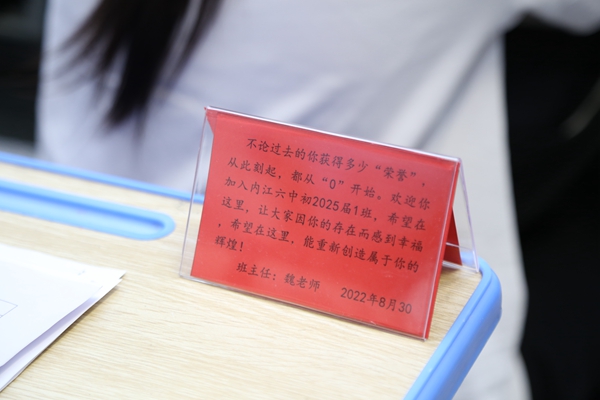 不论过去的你获得多少“荣誉”，
从此刻起，都从“0”开始。欢迎你
加入内江六中初2025届1班，希望在
这里，让大家因你的存在而感到幸福
，希望在这里，能重新创造属于你的
辉煌！
班主任：魏老师
2022年8月30